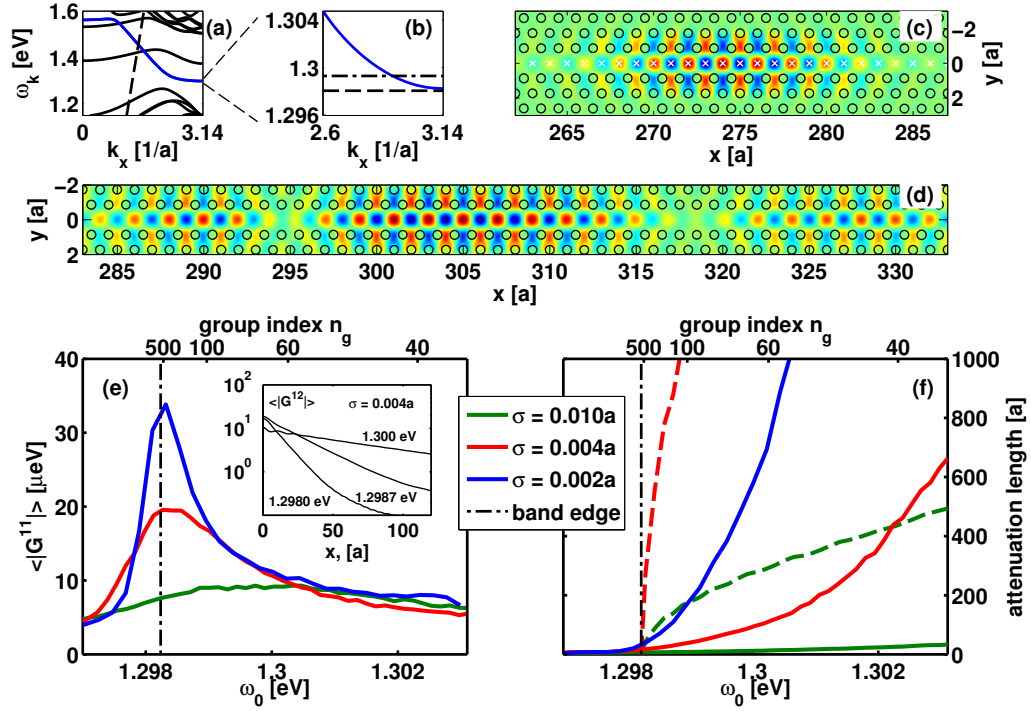 1.6
1.4
1.2
ω_k [eV]
(a)
0
3.14
k_x [1/a]
1.304
1.3
1.296
(b)
2.6
3.14
k_x [1/a]
(c)
−2
0
2
y [a]
265 270 275 280 285
x [a]
(d)
−2
0
2
y [a]
285 290 295 300 305 310 315 320 325 330
x [a]
group index n_g
500 100 60 40
(e)
40
30
20
10
0
<|G^11|> [μeV]
1.298 1.3 1.302
ω_0 [eV]
<|G^12|> σ = 0.004a
10^2
10^1
10^0
1.300 eV
1.2980 eV
1.2987 eV
0 50 100
x, [a]
σ = 0.010a
σ = 0.004a
σ = 0.002a
band edge
group index n_g
500 100 60 40
(f)
1000
800
600
400
200
0
attenuation length [a]
1.298 1.3 1.302
ω_0 [eV]